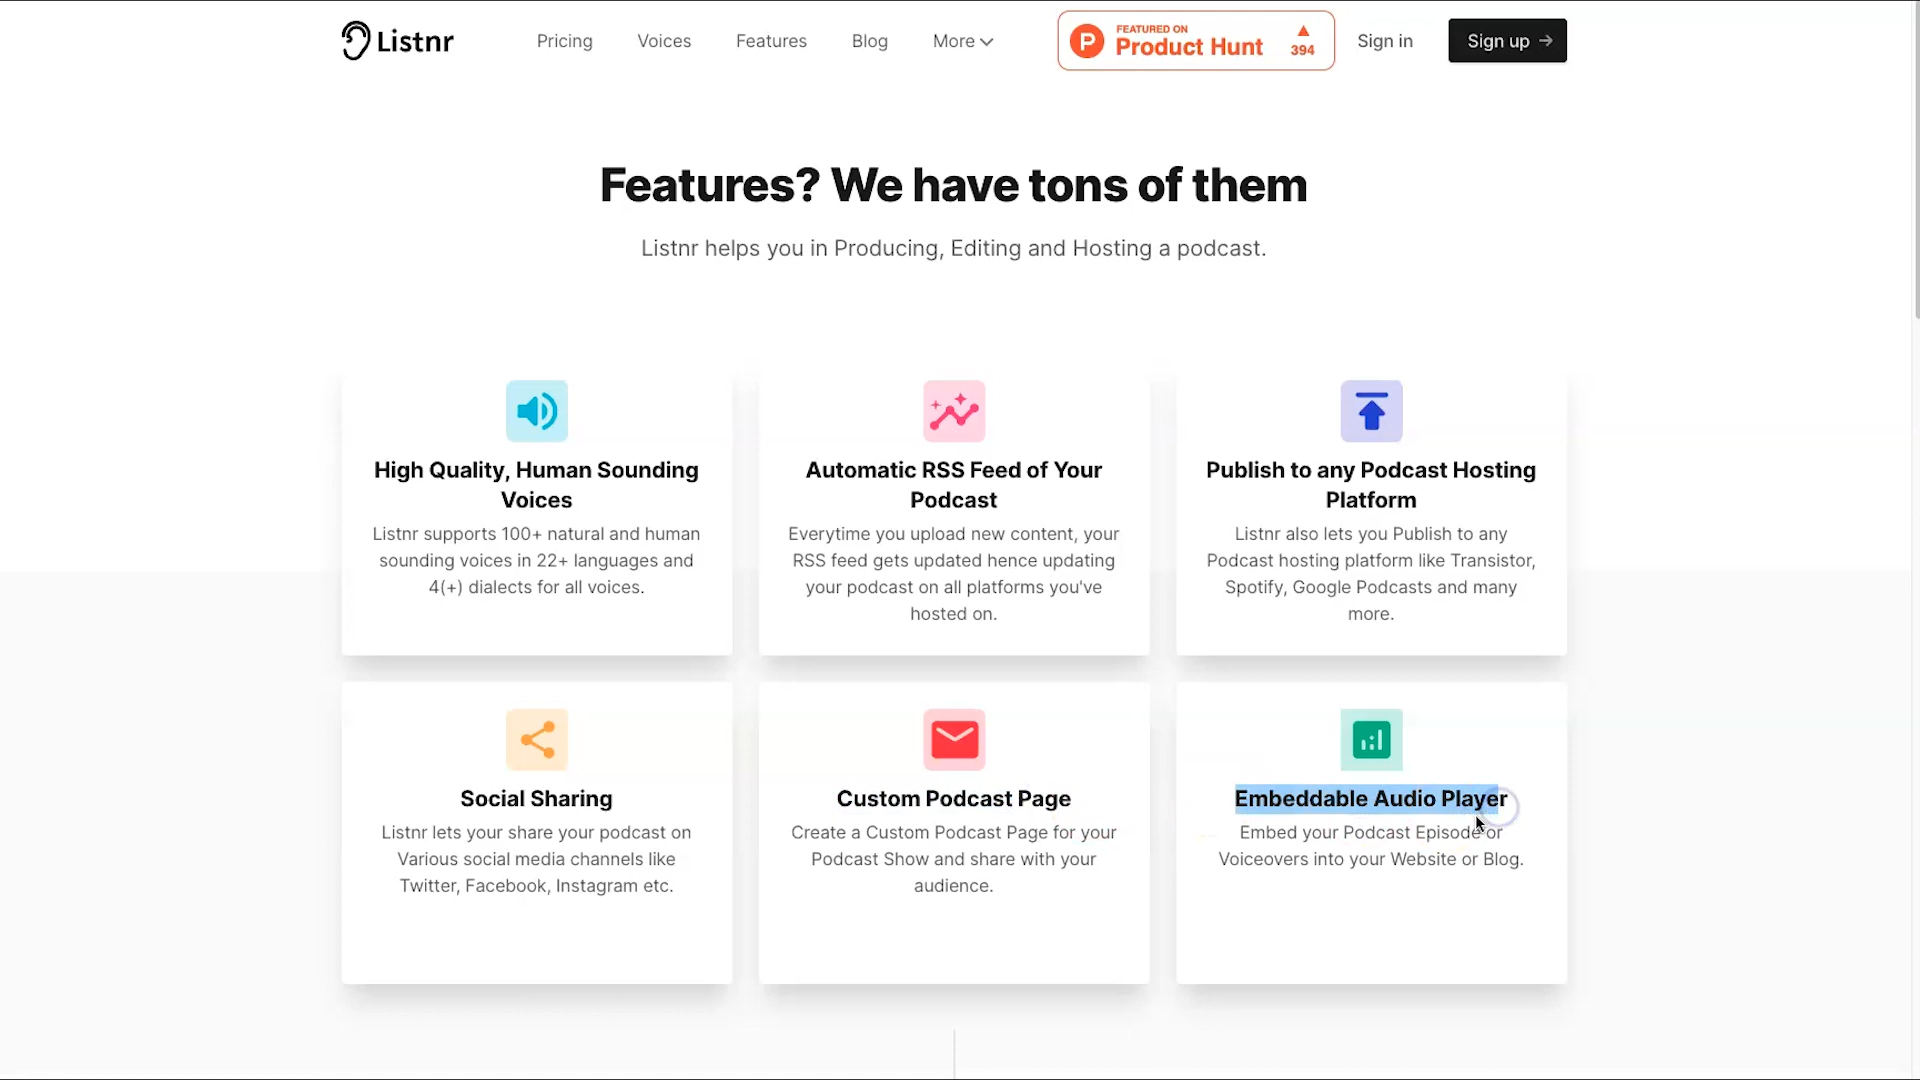 Listnr
Pricing
Voices
Features
Blog
More
P
FEATURED ON
Product Hunt
394
Sign in
Sign up →
Features? We have tons of them
Listnr helps you in Producing, Editing and Hosting a podcast.
High Quality, Human Sounding
Voices
Listnr supports 100+ natural and human
sounding voices in 22+ languages and
4(+) dialects for all voices.
Automatic RSS Feed of Your
Podcast
Everytime you upload new content, your
RSS feed gets updated hence updating
your podcast on all platforms you've
hosted on.
Publish to any Podcast Hosting
Platform
Listnr also lets you Publish to any
Podcast hosting platform like Transistor,
Spotify, Google Podcasts and many
more.
Social Sharing
Listnr lets your share your podcast on
Various social media channels like
Twitter, Facebook, Instagram etc.
Custom Podcast Page
Create a Custom Podcast Page for your
Podcast Show and share with your
audience.
Embeddable Audio Player
Embed your Podcast Episode or
Voiceovers into your Website or Blog.